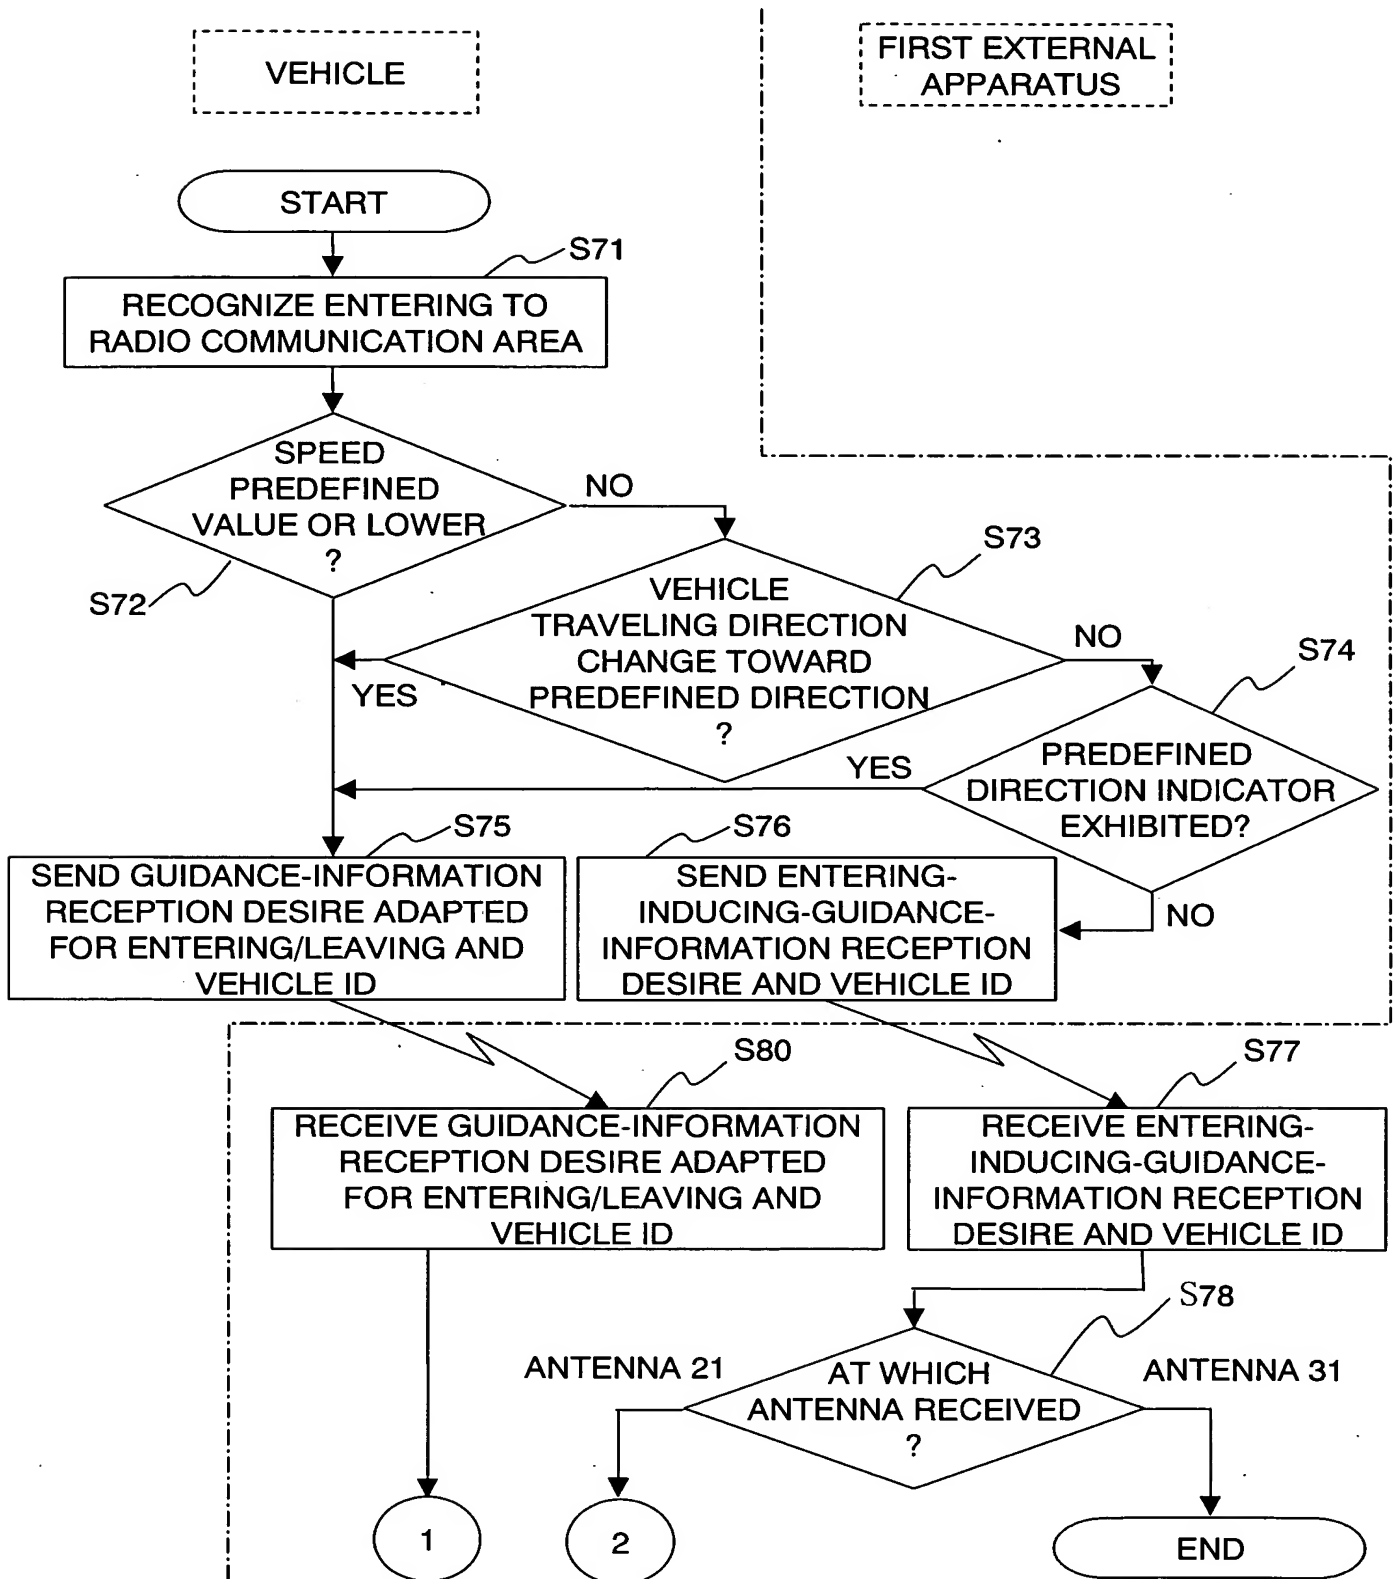 VEHICLE
FIRST EXTERNAL
APPARATUS
START
S71
RECOGNIZE ENTERING TO
RADIO COMMUNICATION AREA
SPEED
PREDEFINED
VALUE OR LOWER
?
NO
S72
S73
VEHICLE
TRAVELING DIRECTION
CHANGE TOWARD
PREDEFINED DIRECTION
?
YES
NO
S74
PREDEFINED
DIRECTION INDICATOR
EXHIBITED?
YES
NO
S75
SEND GUIDANCE-INFORMATION
RECEPTION DESIRE ADAPTED
FOR ENTERING/LEAVING AND
VEHICLE ID
S76
SEND ENTERING-
INDUCING-GUIDANCE-
INFORMATION RECEPTION
DESIRE AND VEHICLE ID
S80
RECEIVE GUIDANCE-INFORMATION
RECEPTION DESIRE ADAPTED
FOR ENTERING/LEAVING AND
VEHICLE ID
S77
RECEIVE ENTERING-
INDUCING-GUIDANCE-
INFORMATION RECEPTION
DESIRE AND VEHICLE ID
S78
ANTENNA 21
AT WHICH
ANTENNA RECEIVED
?
ANTENNA 31
1
2
END